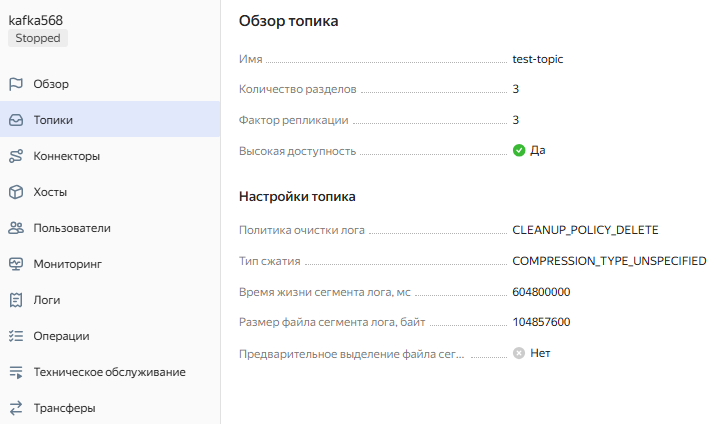 kafka568
Stopped
Обзор
Топики
Коннекторы
Хосты
Пользователи
Мониторинг
Логи
Операции
Техническое обслуживание
Трансферы
Обзор топика
Имя test-topic
Количество разделов 3
Фактор репликации 3
Высокая доступность Да
Настройки топика
Политика очистки лога CLEANUP_POLICY_DELETE
Тип сжатия COMPRESSION_TYPE_UNSPECIFIED
Время жизни сегмента лога, мс 604800000
Размер файла сегмента лога, байт 104857600
Предварительное выделение файла сег... Нет